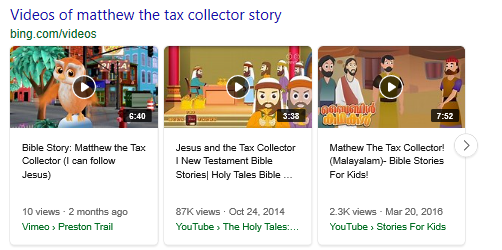 Videos of matthew the tax collector story
bing.com/videos
6:40
Bible Story: Matthew the Tax
Collector (I can follow
Jesus)
10 views · 2 months ago
Vimeo › Preston Trail
3:38
Jesus and the Tax Collector
I New Testament Bible
Stories| Holy Tales Bible ...
87K views · Oct 24, 2014
YouTube › The Holy Tales:...
7:52
Mathew The Tax Collector!
(Malayalam)- Bible Stories
For Kids!
2.3K views · Mar 20, 2016
YouTube › Stories For Kids